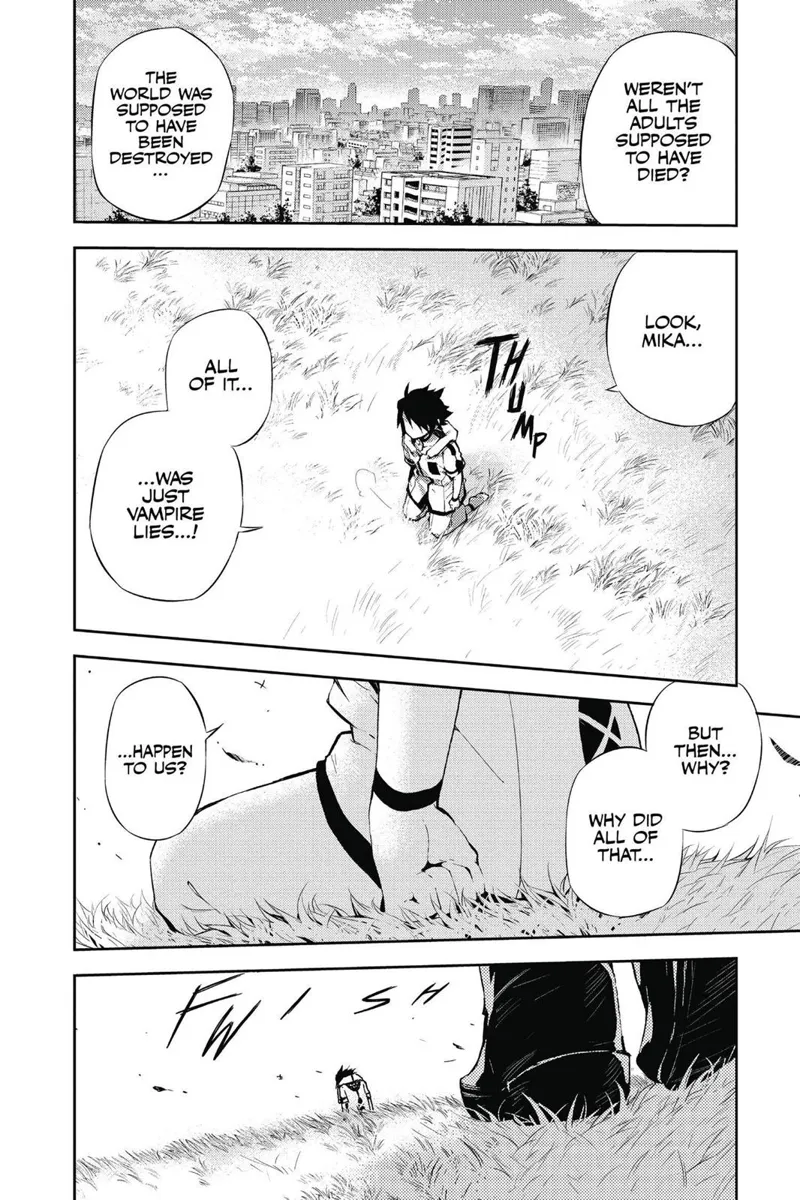 WEREN'T
ALL THE
ADULTS
SUPPOSED
TO HAVE
DIED?
THE
WORLD WAS
SUPPOSED
TO HAVE
BEEN
DESTROYED
...
LOOK,
MIKA...
THUMP
ALL
OF IT...
...WAS
JUST
VAMPIRE
LIES...!
BUT
THEN...
WHY?
WHY DID
ALL OF
THAT...
...HAPPEN
TO US?
FWISH